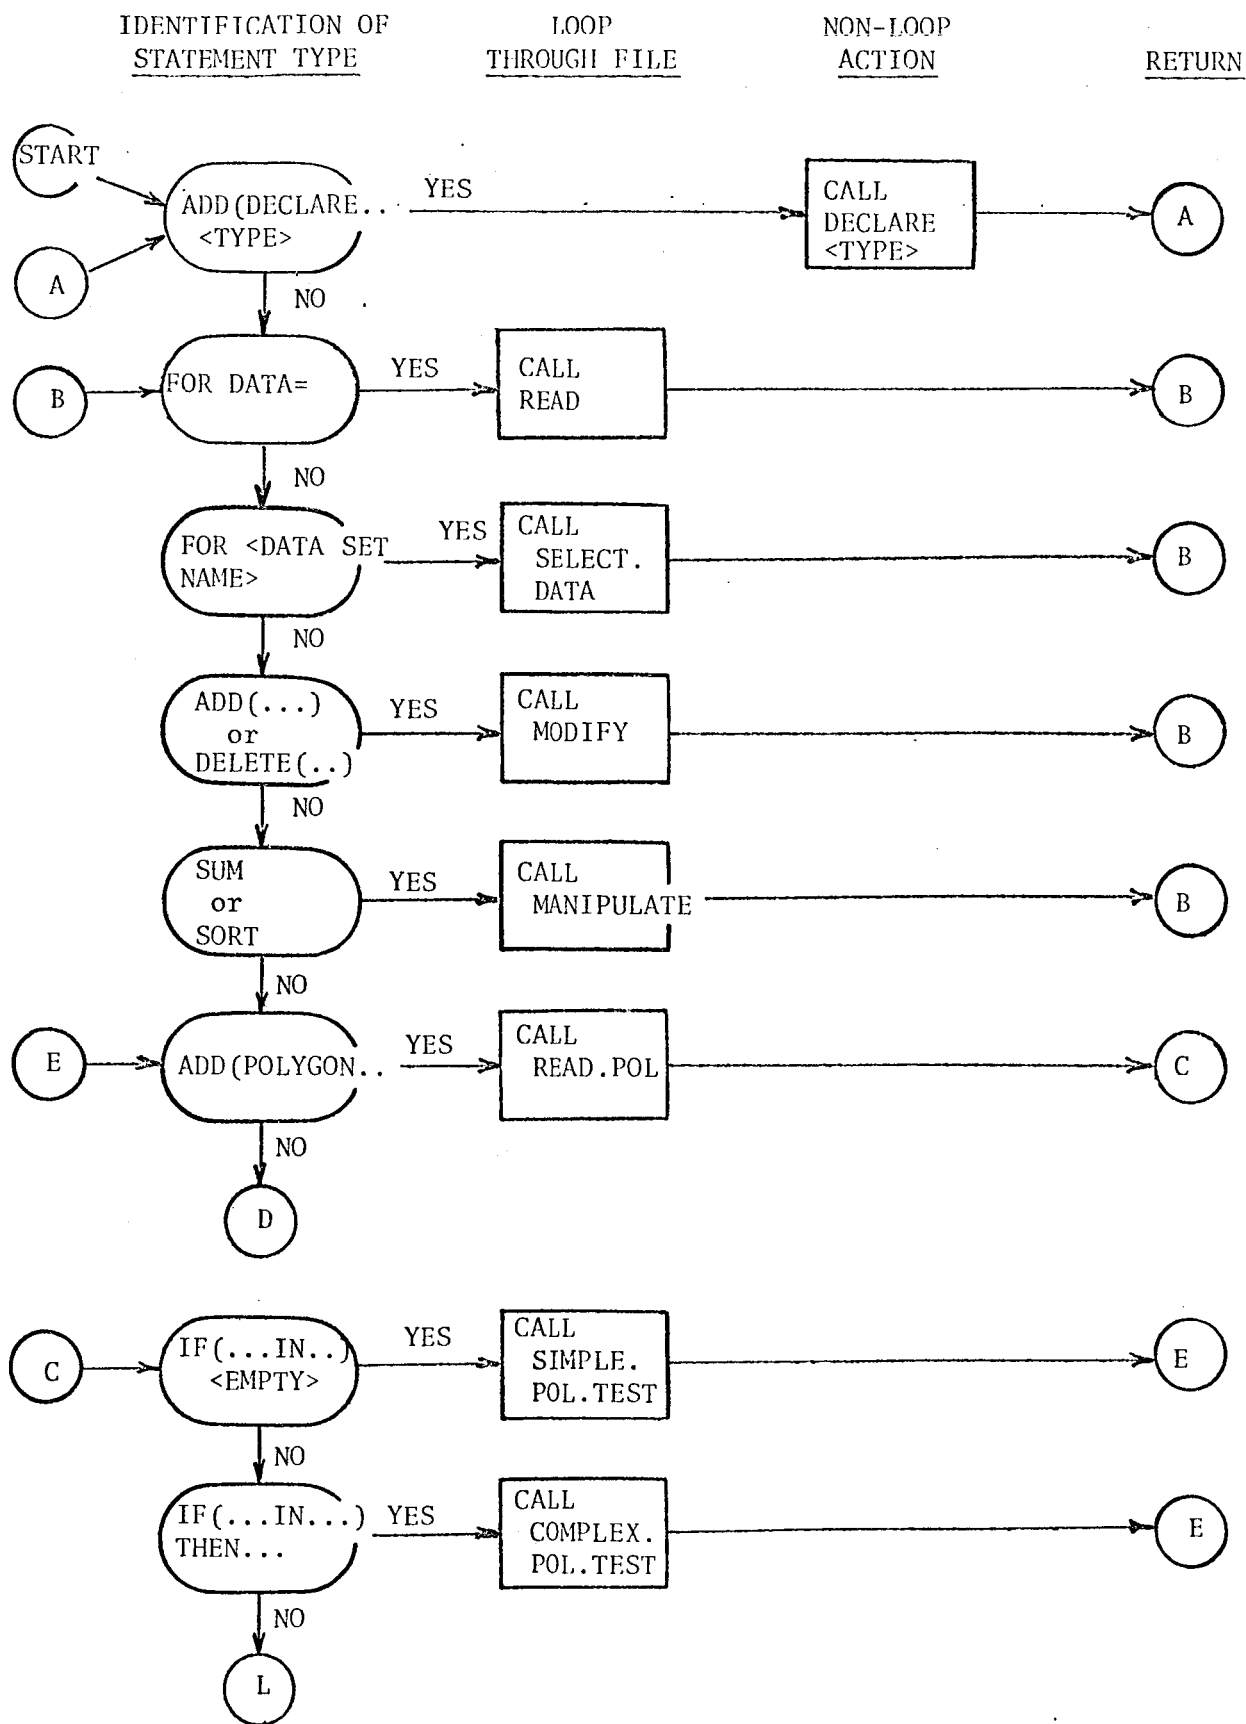 IDENTIFICATION OF
STATEMENT TYPE
LOOP
THROUGH FILE
NON-LOOP
ACTION
RETURN
START
A
ADD(DECLARE..
<TYPE>
YES
CALL
DECLARE
<TYPE>
A
NO
B
FOR DATA=
YES
CALL
READ
B
NO
FOR <DATA SET
NAME>
YES
CALL
SELECT.
DATA
B
NO
ADD(...)
or
DELETE(..)
YES
CALL
MODIFY
B
NO
SUM
or
SORT
YES
CALL
MANIPULATE
B
NO
E
ADD(POLYGON..
YES
CALL
READ.POL
C
NO
D
C
IF(...IN..)
<EMPTY>
YES
CALL
SIMPLE.
POL.TEST
E
NO
IF(...IN...)
THEN...
YES
CALL
COMPLEX.
POL.TEST
E
NO
L